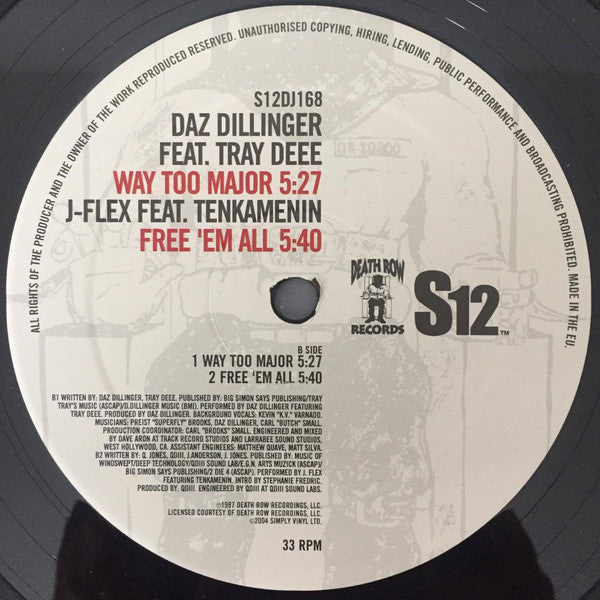 ALL RIGHTS OF THE PRODUCER AND THE OWNER OF THE WORK REPRODUCED RESERVED. UNAUTHORISED COPYING, HIRING, LENDING, PUBLIC PERFORMANCE AND BROADCASTING PROHIBITED. MADE IN THE EU.
S12DJ168
DAZ DILLINGER
FEAT. TRAY DEEE
WAY TOO MAJOR 5:27
J-FLEX FEAT. TENKAMENIN
FREE 'EM ALL 5:40
DEATH ROW
RECORDS
S12™
B SIDE
1 WAY TOO MAJOR 5:27
2 FREE 'EM ALL 5:40
B1 WRITTEN BY: DAZ DILLINGER, TRAY DEEE. PUBLISHED BY: BIG SIMON SAYS PUBLISHING/TRAY
TRAY'S MUSIC (ASCAP)/D.DILLINGER MUSIC (BMI). PERFORMED BY DAZ DILLINGER FEATURING
TRAY DEEE. PRODUCED BY DAZ DILLINGER. BACKGROUND VOCALS: KEVIN "K.V." VARNADO.
MUSICIANS: PREIST "SUPERFLY" BROOKS, DAZ DILLINGER, CARL "BUTCH" SMALL.
PRODUCTION COORDINATOR: CARL "BROOKS" SMALL. ENGINEERED AND MIXED
BY DAVE ARON AT TRACK RECORD STUDIOS AND LARRABEE SOUND STUDIOS,
WEST HOLLYWOOD, CA. ASSISTENT ENGINEERS: MATTHEW QUAVE, MATT SILVA.
B2 WRITTEN BY: Q. JONES, QDIII, J.ANDERSON, J. JONES. PUBLISHED BY: MUSIC OF
WINDSWEPT/DEEP TECHNOLOGY/QDIII SOUND LAB/E.G.N. ARTS MUZICK (ASCAP)/
BIG SIMON SAYS PUBLISHING/2 DIE 4 (ASCAP). PERFORMED BY J. FLEX
FEATURING TENKAMENIN. INTRO BY STEPHANIE FREDRIC.
PRODUCED BY: QDIII. ENGINEERED BY QDIII AT QDIII SOUND LABS.
℗1997 DEATH ROW RECORDINGS, LLC.
LICENSED COURTESY OF DEATH ROW RECORDINGS, LLC.
©2004 SIMPLY VINYL LTD.
33 RPM